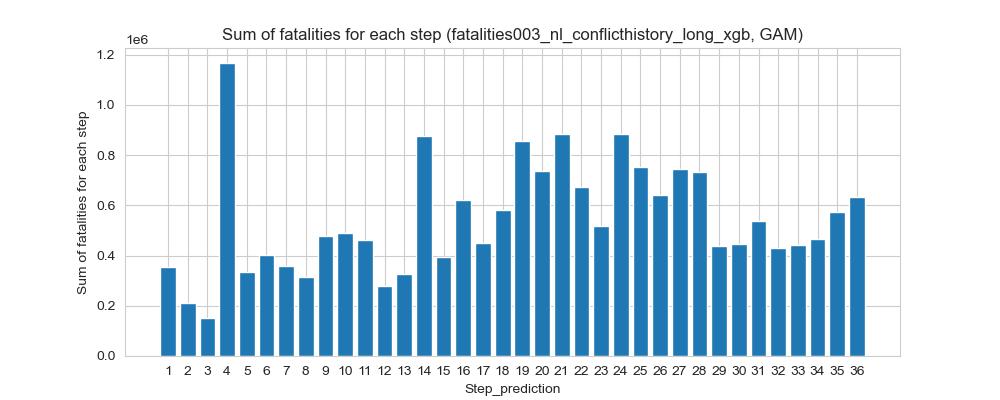 Sum of fatalities for each step (fatalities003_nl_conflicthistory_long_xgb, GAM)
1e6
1.2
1.0
0.8
0.6
0.4
0.2
0.0
Sum of fatalities for each step
1 2 3 4 5 6 7 8 9 10 11 12 13 14 15 16 17 18 19 20 21 22 23 24 25 26 27 28 29 30 31 32 33 34 35 36
Step_prediction